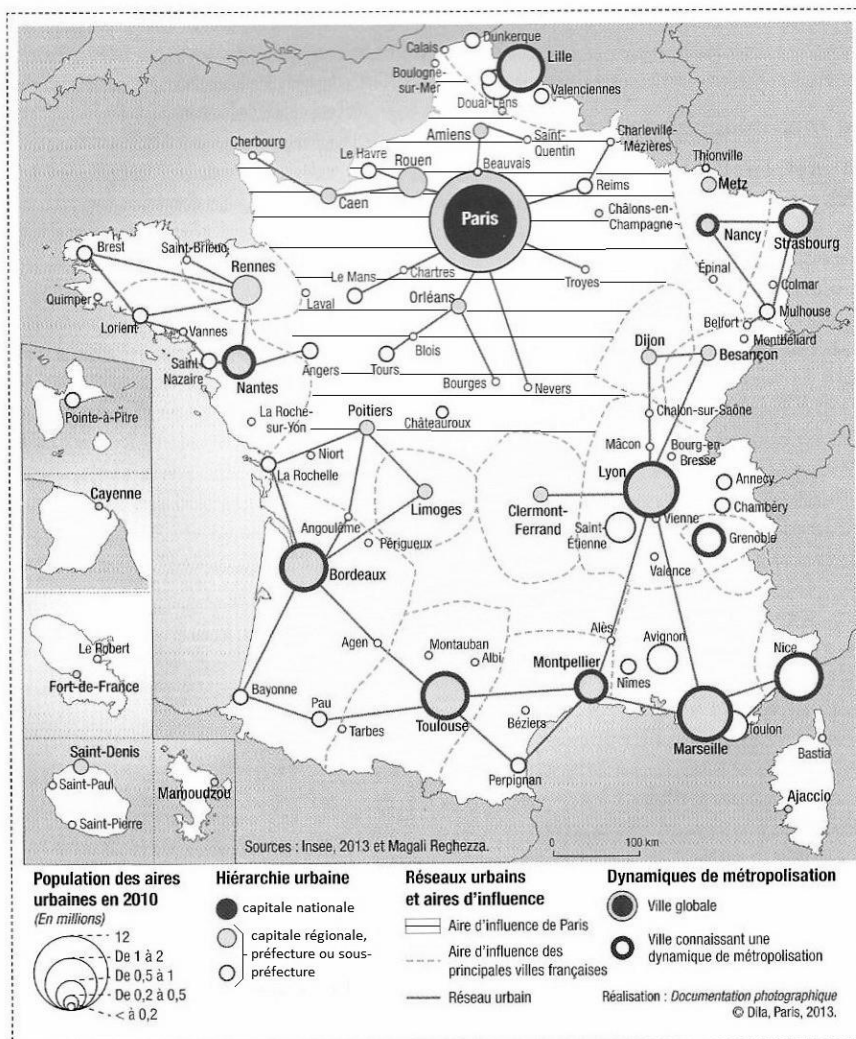 Dunkerque
Calais
Lille
Boulogne-
sur-Mer
Valenciennes
Douai-Lens
Amiens
Saint-
Quentin
Charleville-
Mézières
Cherbourg
Le Havre
Rouen
Beauvais
Thionville
Metz
Reims
Caen
Paris
Châlons-en-
Champagne
Nancy
Strasbourg
Brest
Saint-Brieuc
Rennes
Chartres
Le Mans
Troyes
Épinal
Colmar
Quimper
Laval
Orléans
Lorient
Vannes
Mulhouse
Belfort
Montbéliard
Blois
Dijon
Besançon
Saint-
Nazaire
Nantes
Angers
Tours
Bourges
Nevers
Pointe-à-Pitre
La Roche-
sur-Yon
Poitiers
Châteauroux
Chalon-sur-Saône
Mâcon
Bourg-en-
Bresse
Niort
La Rochelle
Lyon
Annecy
Cayenne
Limoges
Clermont-
Ferrand
Chambéry
Angoulême
Saint-
Étienne
Vienne
Grenoble
Périgueux
Valence
Bordeaux
Le Robert
Fort-de-France
Agen
Montauban
Albi
Alès
Avignon
Nice
Montpellier
Nîmes
Bayonne
Pau
Tarbes
Toulouse
Béziers
Marseille
Toulon
Perpignan
Bastia
Ajaccio
Saint-Denis
Saint-Paul
Saint-Pierre
Mamoudzou
Sources : Insee, 2013 et Magali Reghezza.
0 100 km
Population des aires
urbaines en 2010
(En millions)
12
De 1 à 2
De 0,5 à 1
De 0,2 à 0,5
< à 0,2
Hiérarchie urbaine
capitale nationale
capitale régionale,
préfecture ou sous-
préfecture
Réseaux urbains
et aires d'influence
Aire d'influence de Paris
Aire d'influence des
principales villes françaises
Réseau urbain
Dynamiques de métropolisation
Ville globale
Ville connaissant une
dynamique de métropolisation
Réalisation : Documentation photographique
© Dila, Paris, 2013.